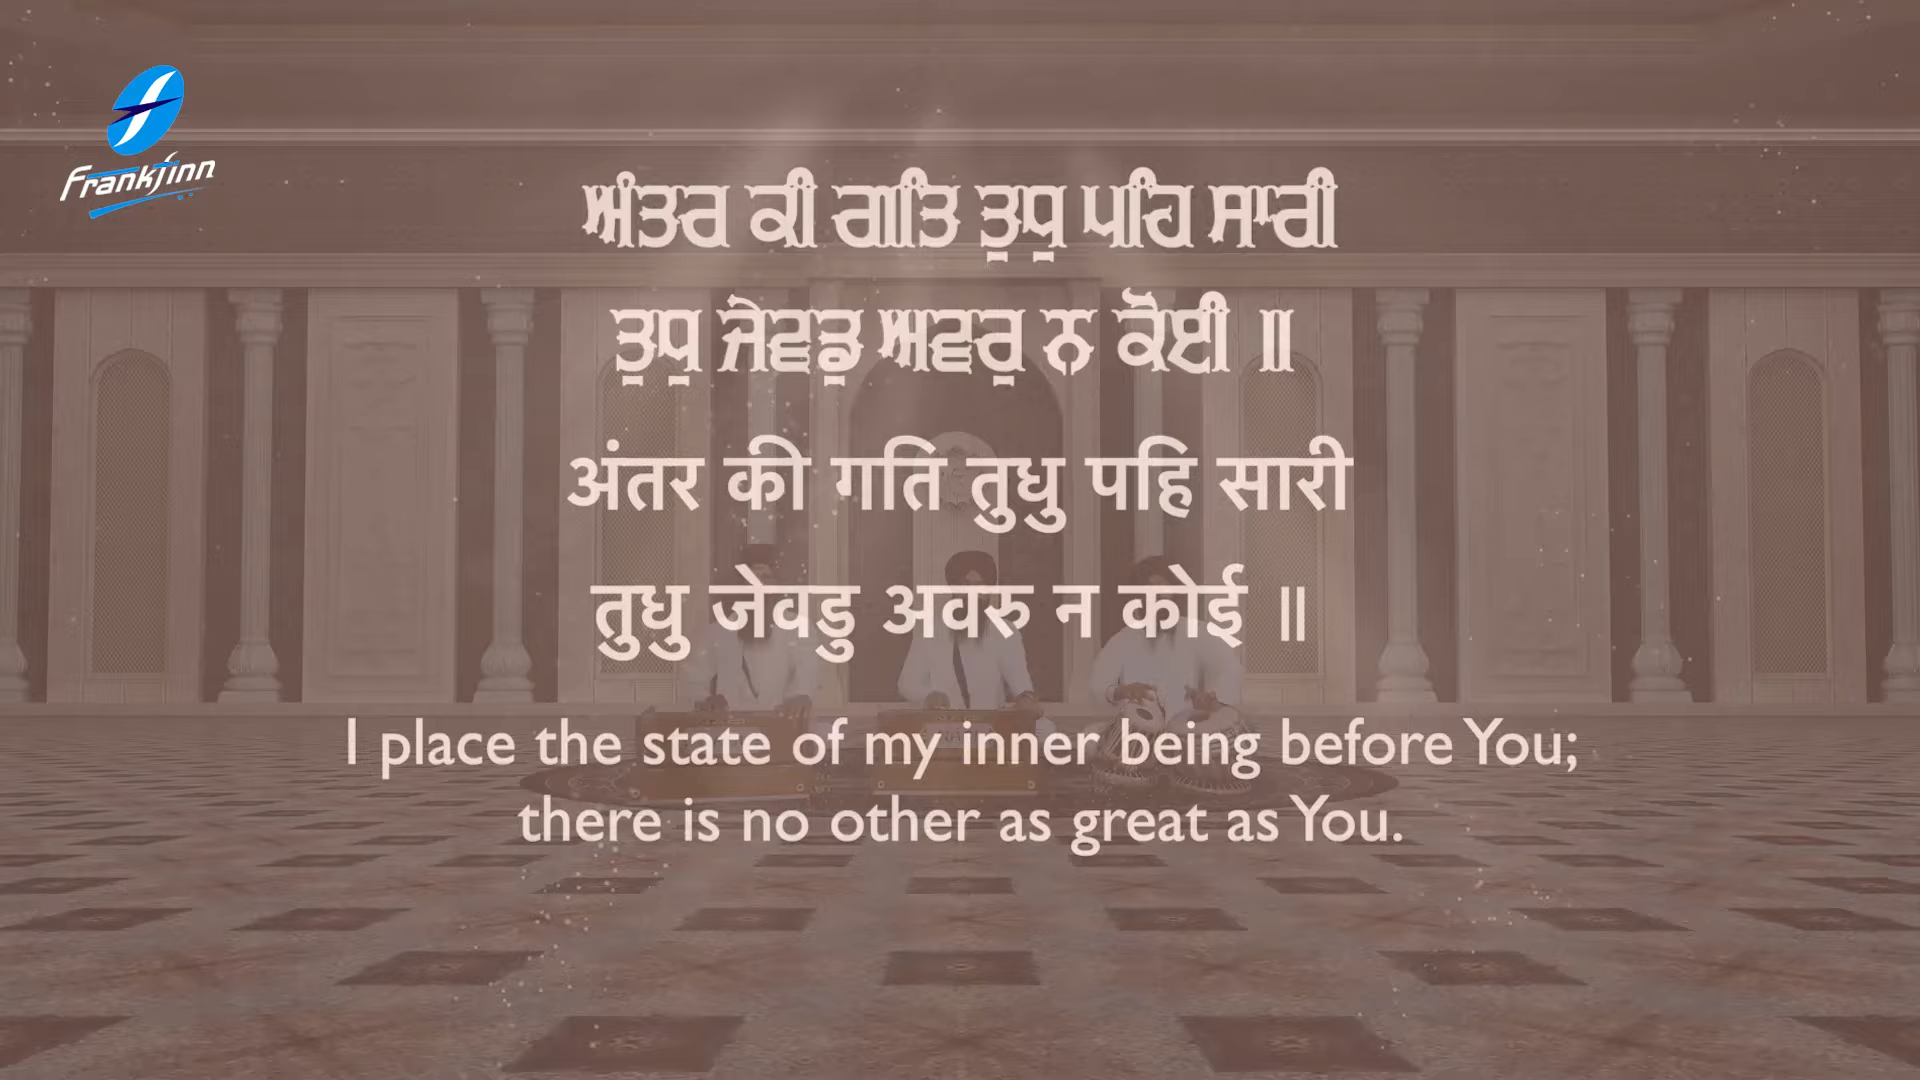 Frankfinn
ਅੰਤਰ ਕੀ ਗਤਿ ਤੁਧੁ ਪਹਿ ਸਾਰੀ
ਤੁਧੁ ਜੇਵਡੁ ਅਵਰੁ ਨ ਕੋਈ ॥
अंतर की गति तुधु पहि सारी
तुधु जेवडु अवरु न कोई ॥
I place the state of my inner being before You;
there is no other as great as You.